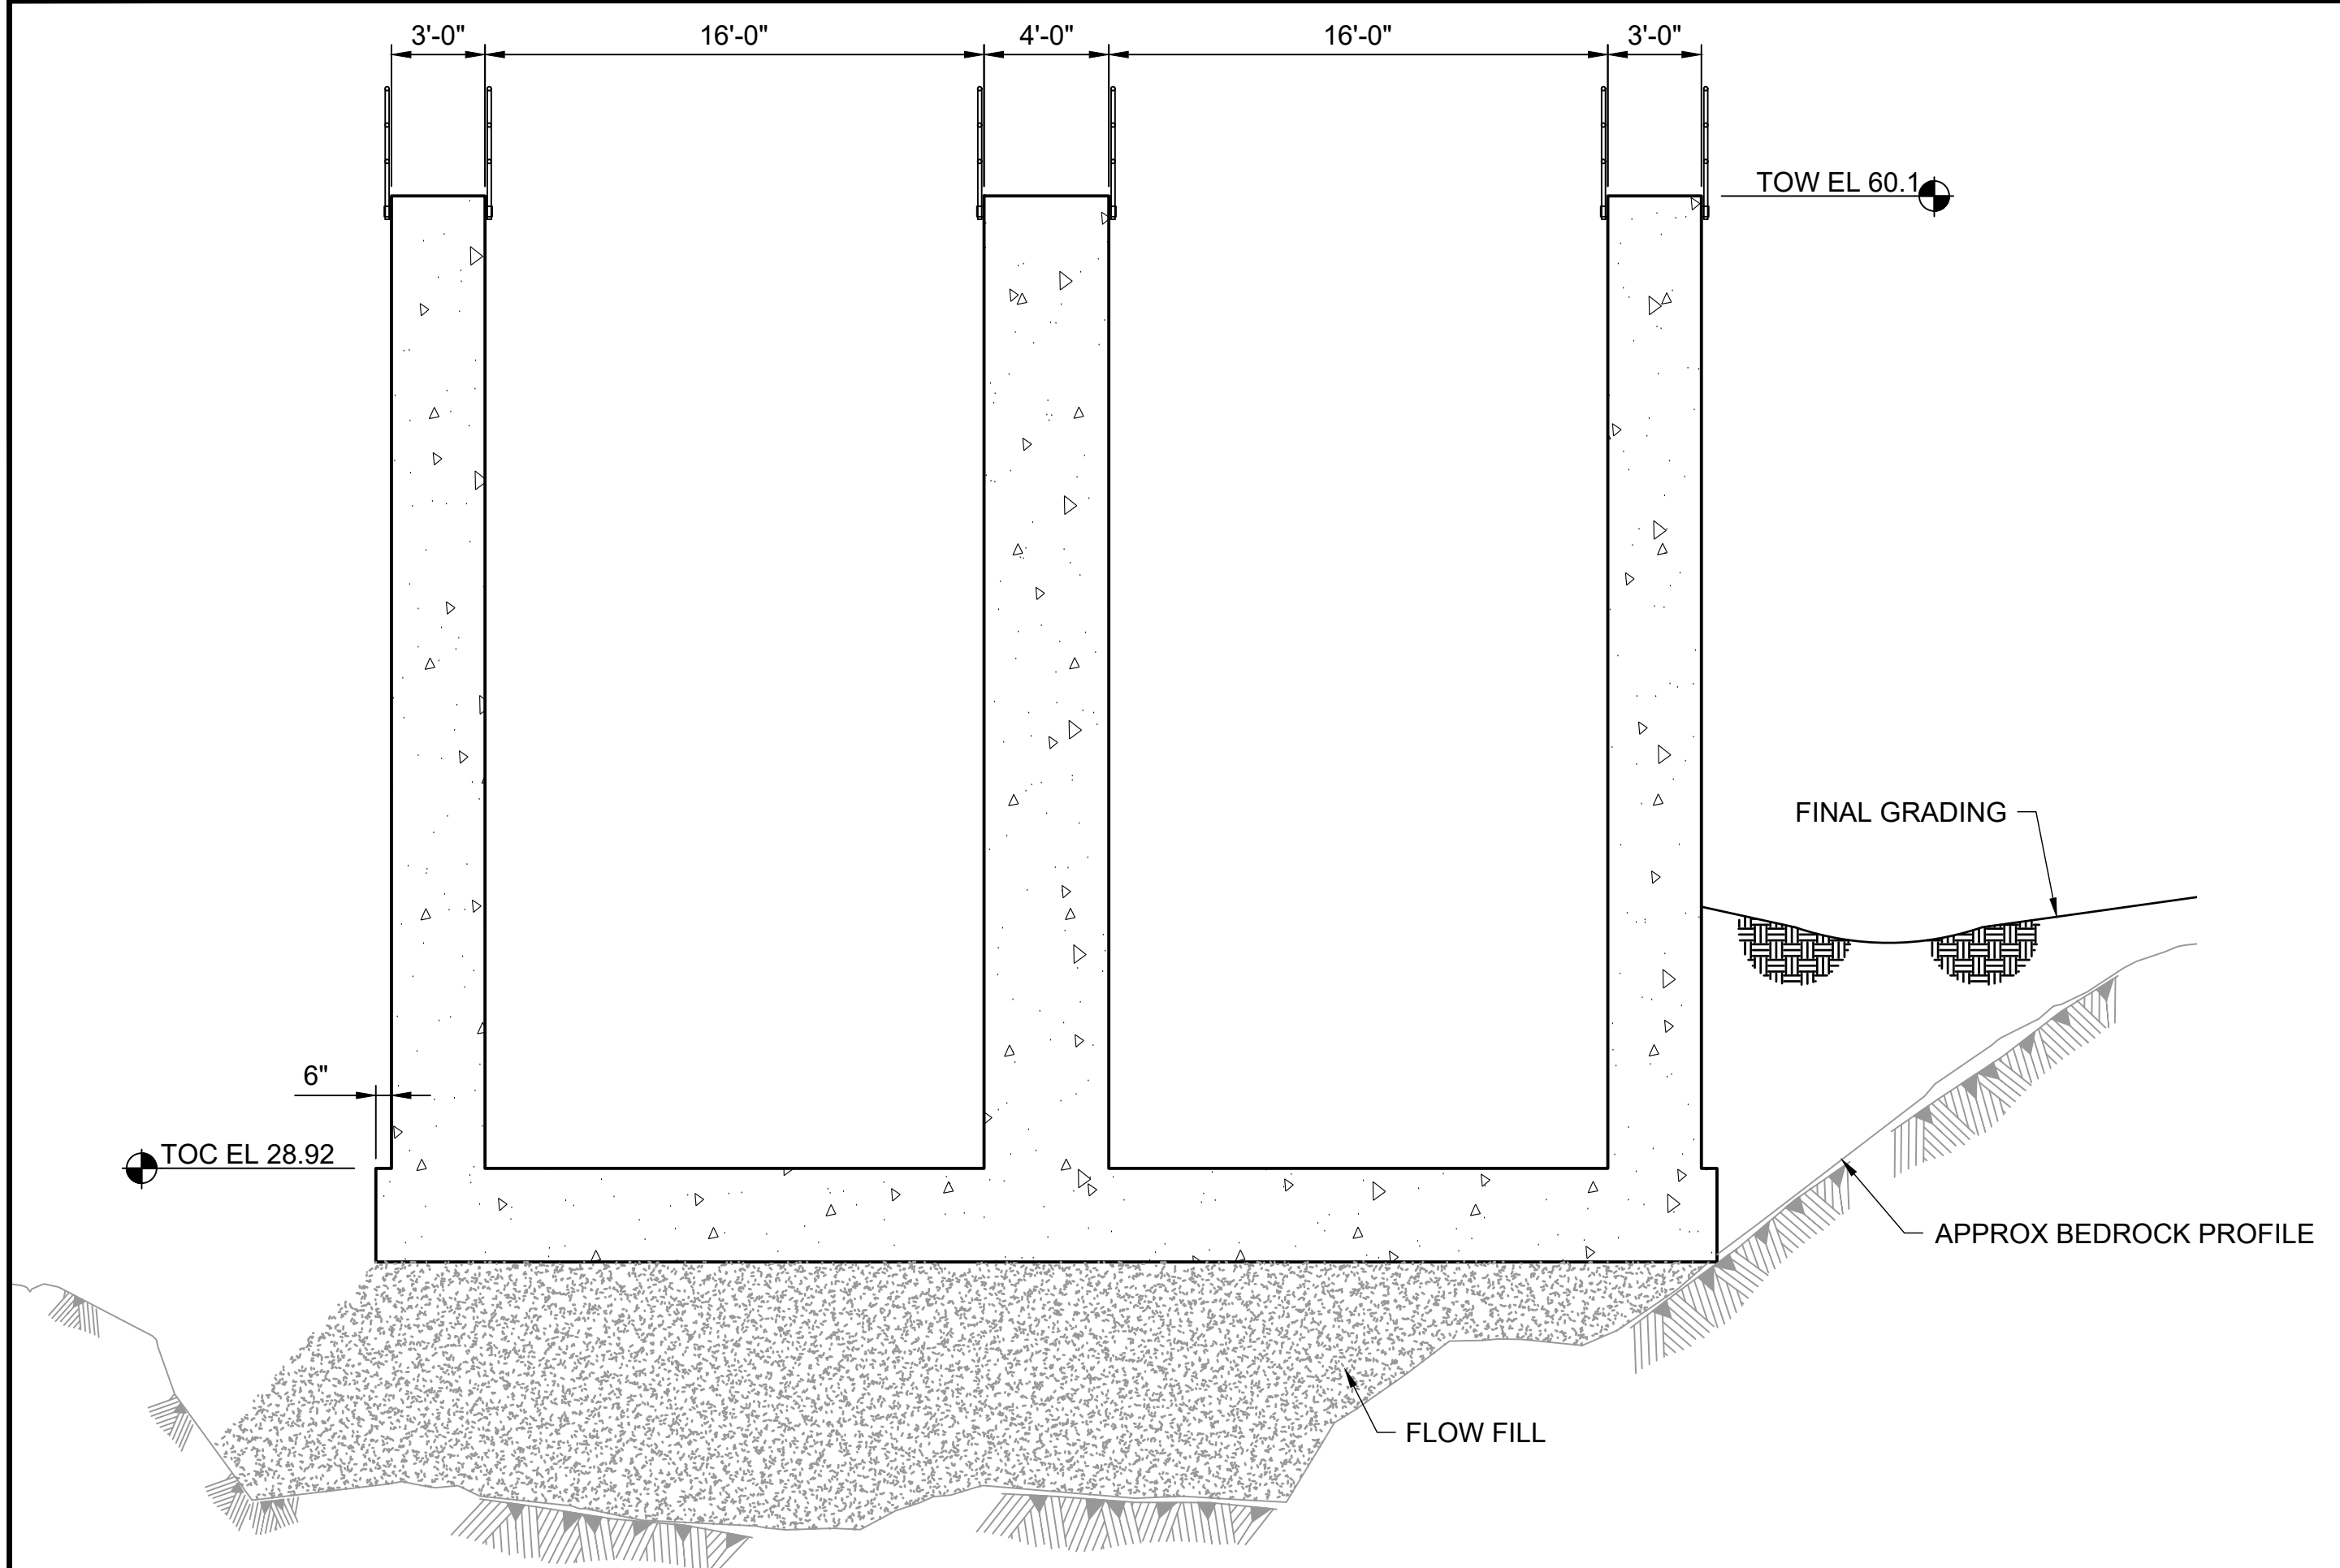 3'-0"
16'-0"
4'-0"
16'-0"
3'-0"
TOW EL 60.1
FINAL GRADING
6"
TOC EL 28.92
APPROX BEDROCK PROFILE
FLOW FILL